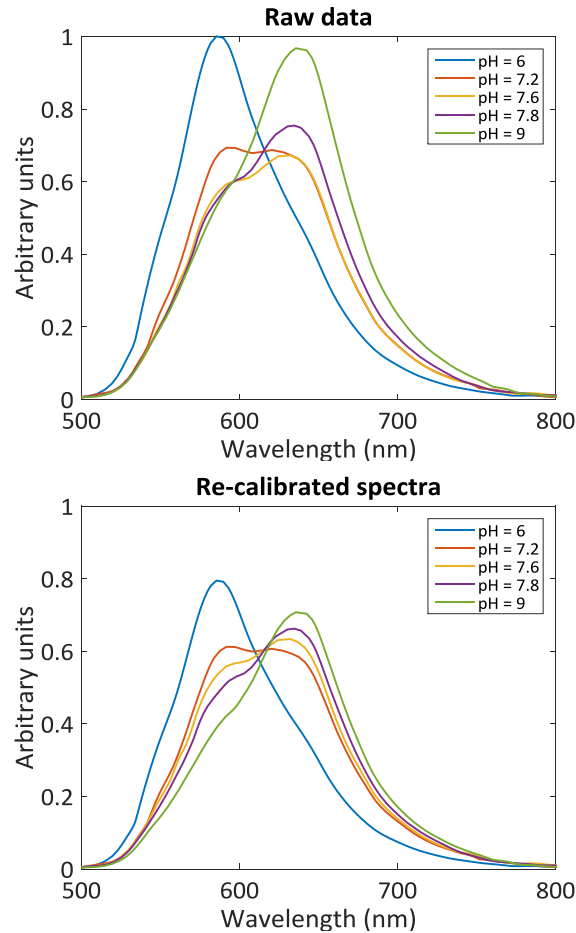 Raw data
Arbitrary units
1
0.8
0.6
0.4
0.2
0
pH = 6
pH = 7.2
pH = 7.6
pH = 7.8
pH = 9
500 600 700 800
Wavelength (nm)
Re-calibrated spectra
Arbitrary units
1
0.8
0.6
0.4
0.2
0
pH = 6
pH = 7.2
pH = 7.6
pH = 7.8
pH = 9
500 600 700 800
Wavelength (nm)